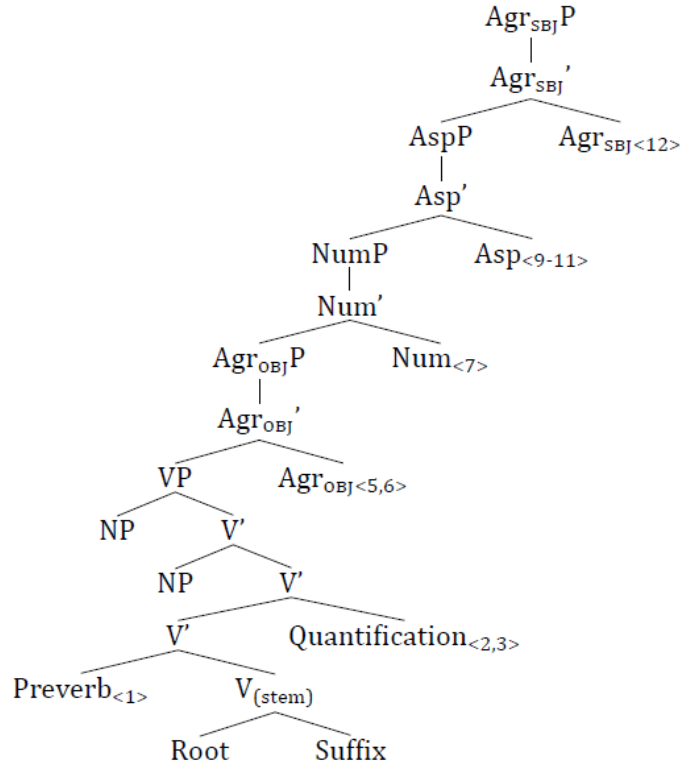 AgrSBJP
AgrSBJ’
AspP AgrSBJ<12>
Asp’
NumP Asp<9-11>
Num’
AgrOBJP Num<7>
AgrOBJ’
VP AgrOBJ<5,6>
NP V’
NP V’
V’ Quantification<2,3>
Preverb<1> V(stem)
Root Suffix